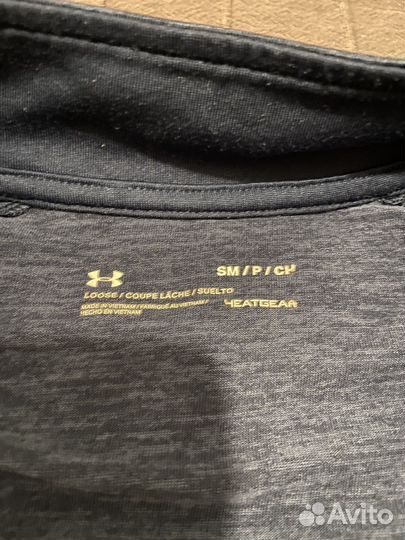 SM / P / CH
LOOSE / COUPE LÂCHE / SUELTO
MADE IN VIETNAM / FABRIQUÉ AU VIETNAM /
HECHO EN VIETNAM
HEATGEAR
Avito